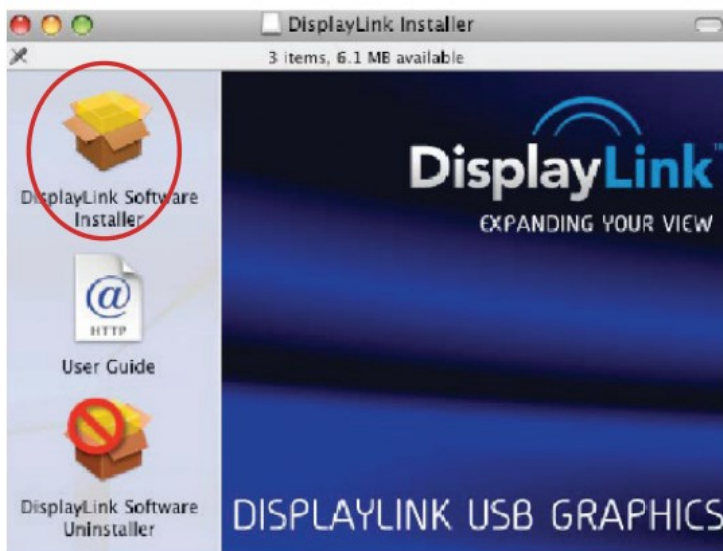 DisplayLink Installer
3 items, 6.1 MB available
DisplayLink Software
Installer
@
HTTP
User Guide
DisplayLink Software
Uninstaller
DisplayLink™
EXPANDING YOUR VIEW
DISPLAYLINK USB GRAPHICS